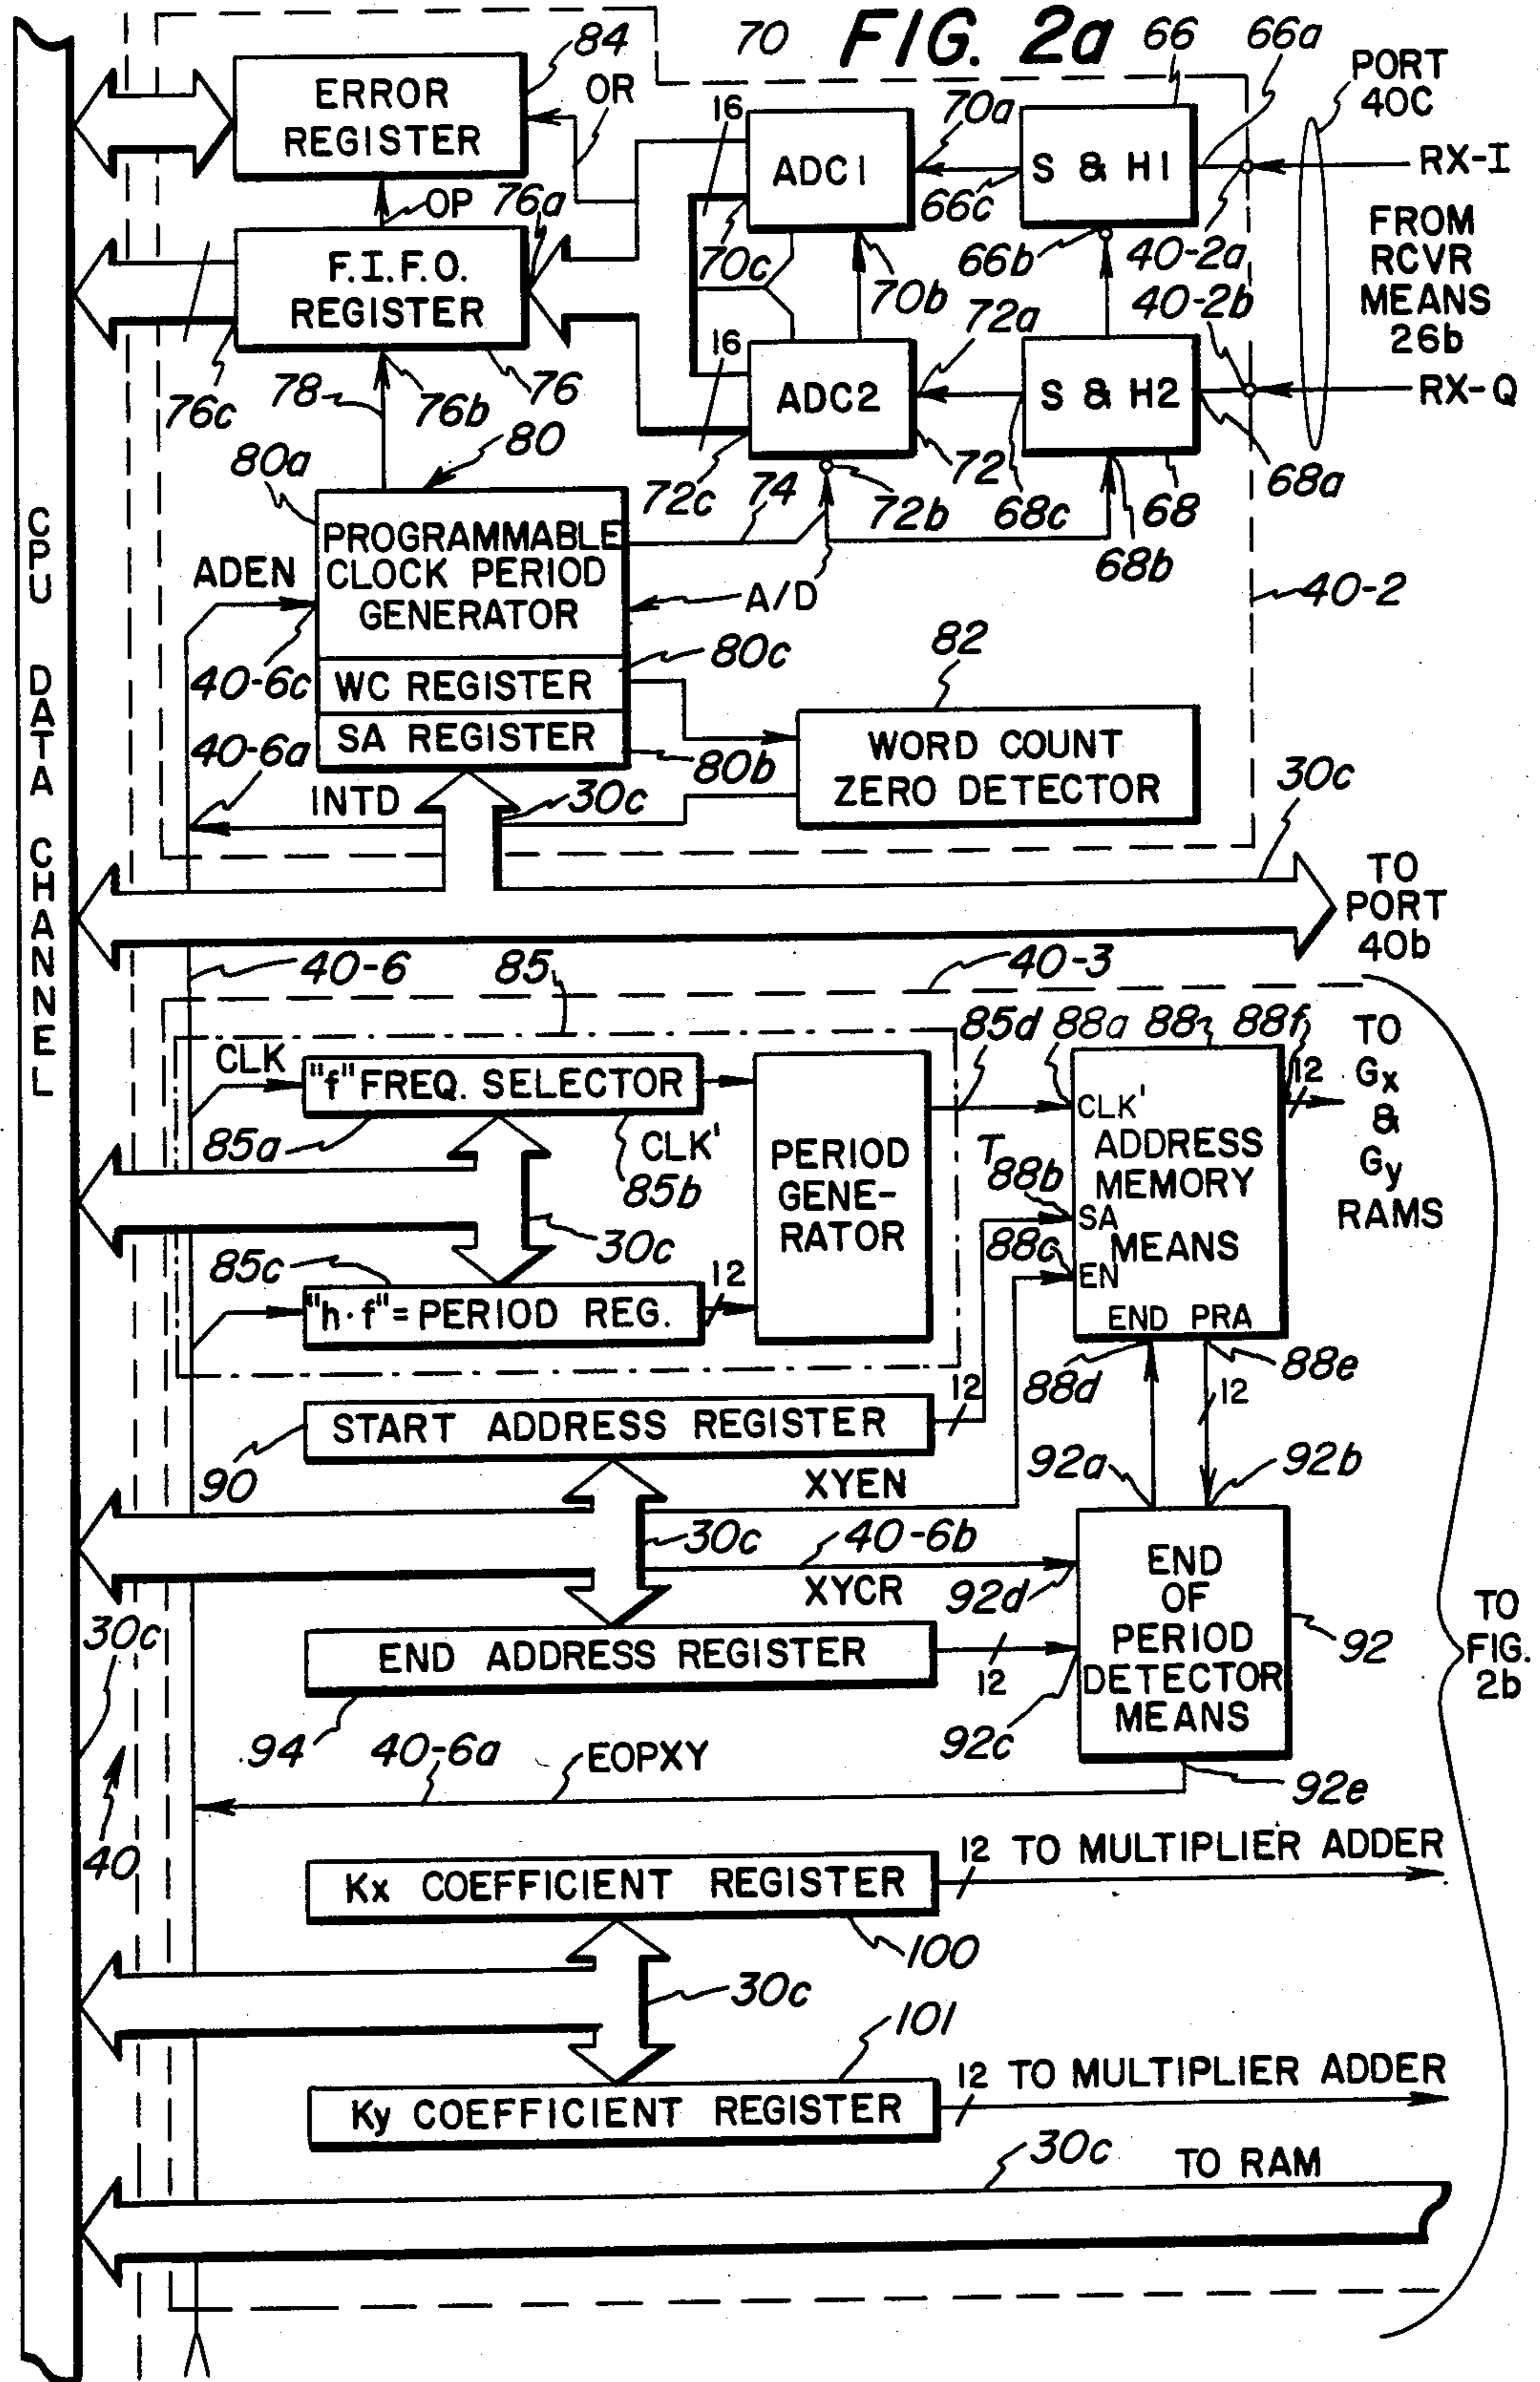 FIG. 2a
70
66
66a
PORT
40C
84
ERROR
REGISTER
OR
16
ADC1
70a
S & H1
RX-I
66c
OP
76a
F.I.F.O.
REGISTER
70c
70b
66b
40-2a
40-2b
FROM
RCVR
MEANS
26b
72a
16
ADC2
S & H2
RX-Q
76c
78
76b
76
80
80a
72c
74
72b
72
68c
68
68a
68b
PROGRAMMABLE
CLOCK PERIOD
GENERATOR
ADEN
A/D
40-2
40-6c
WC REGISTER
80c
82
SA REGISTER
80b
40-6a
WORD COUNT
ZERO DETECTOR
INTD
30c
30c
CPU DATA CHANNEL
TO
PORT
40b
40-6
85
40-3
85d
88a
88
88f
TO
Gx
&
Gy
RAMS
CLK
"f" FREQ. SELECTOR
12
CLK'
85a
CLK'
85b
PERIOD
GENE-
RATOR
T
ADDRESS
MEMORY
MEANS
88b
SA
88c
EN
30c
85c
12
"h·f"=PERIOD REG.
END PRA
88d
88e
12
12
START ADDRESS REGISTER
90
92a
92b
XYEN
30c
40-6b
XYCR
92d
END
OF
PERIOD
DETECTOR
MEANS
92
TO
FIG.
2b
30c
END ADDRESS REGISTER
12
94
92c
40-6a
EOPXY
92e
40
Kx COEFFICIENT REGISTER
12 TO MULTIPLIER ADDER
100
30c
101
Ky COEFFICIENT REGISTER
12 TO MULTIPLIER ADDER
30c
TO RAM